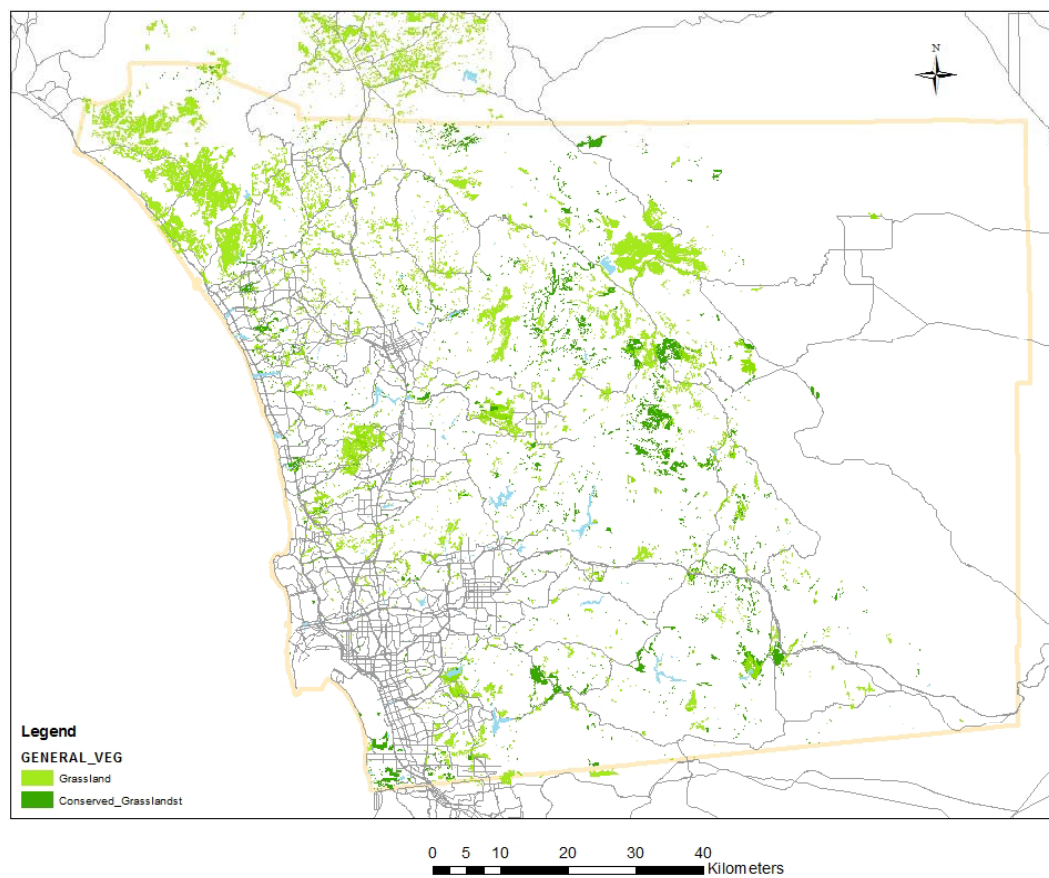 N
Legend
GENERAL_VEG
Grassland
Conserved_Grasslandst
0 5 10 20 30 40
Kilometers